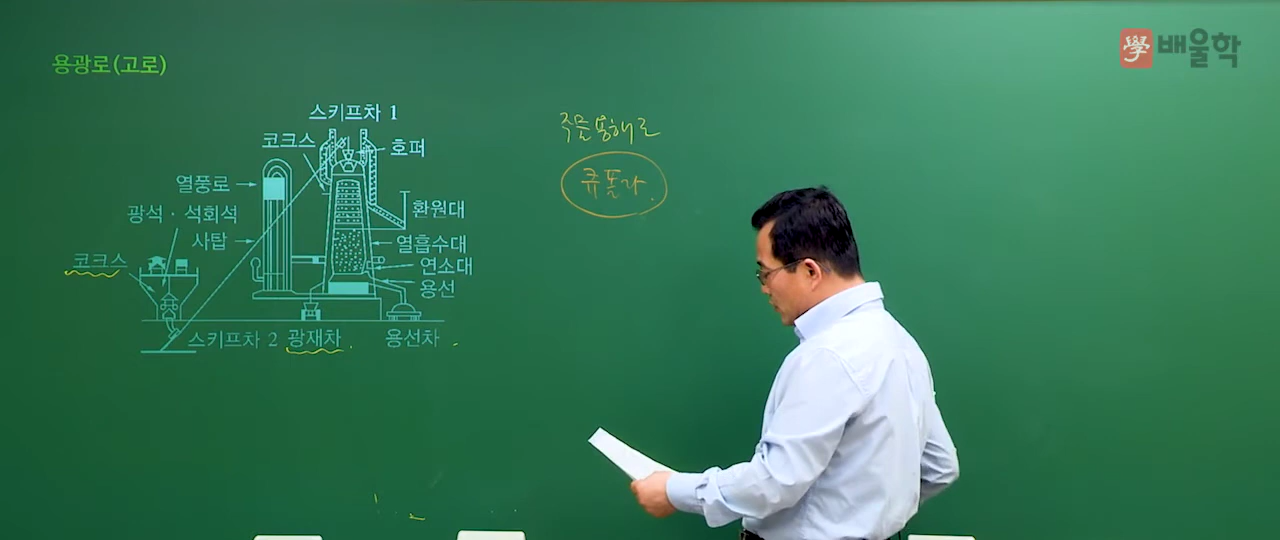 學 배울학
용광로(고로)
스키프차 1
코크스
호퍼
열풍로
광석·석회석
환원대
사탑
열흡수대
코크스
연소대
용선
스키프차 2
광재차
용선차
주물용해로
큐폴라